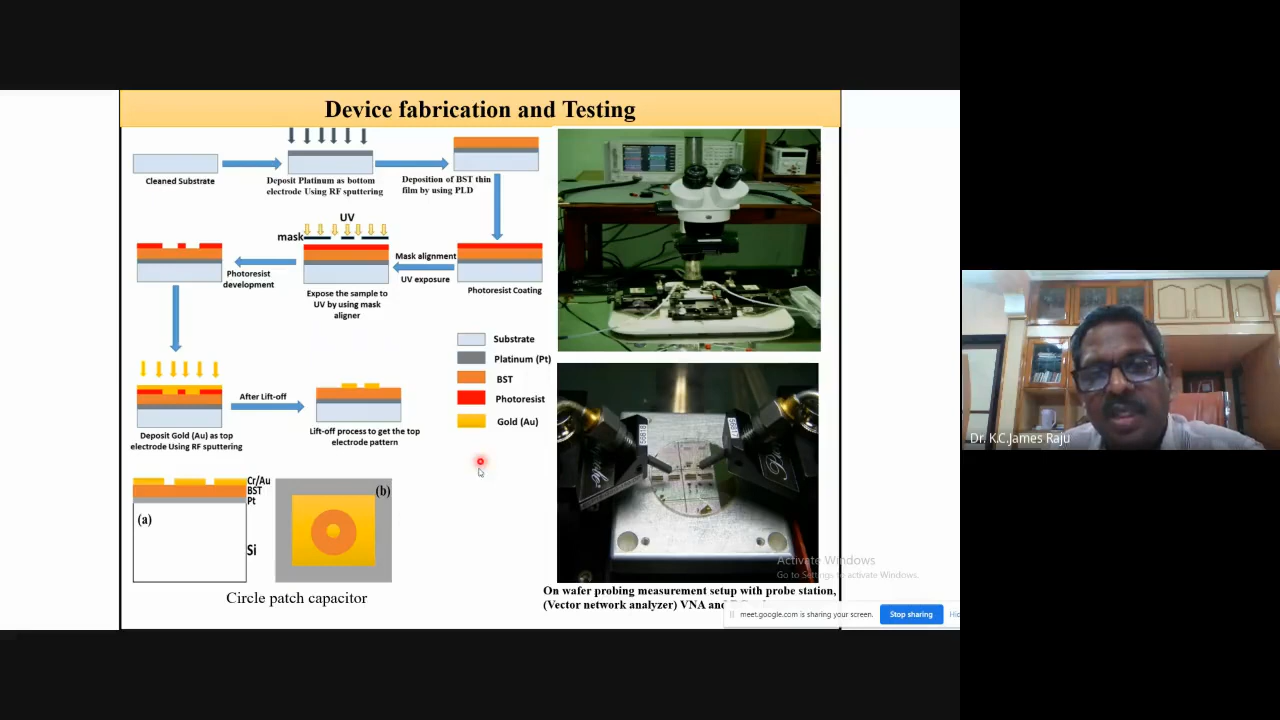 Device fabrication and Testing
Cleaned Substrate
Deposit Platinum as bottom
electrode Using RF sputtering
Deposition of BST thin
film by using PLD
UV
mask
Mask alignment
UV exposure
Photoresist
development
Expose the sample to
UV by using mask
aligner
Photoresist Coating
Substrate
Platinum (Pt)
BST
Photoresist
Gold (Au)
After Lift-off
Deposit Gold (Au) as top
electrode Using RF sputtering
Lift-off process to get the top
electrode pattern
Cr/Au
BST
Pt
(a)
Si
(b)
Circle patch capacitor
On wafer probing measurement setup with probe station,
(Vector network analyzer) VNA and
Activate Windows
Go to Settings to activate Windows.
meet.google.com is sharing your screen.
Stop sharing
Dr. K.C.James Raju